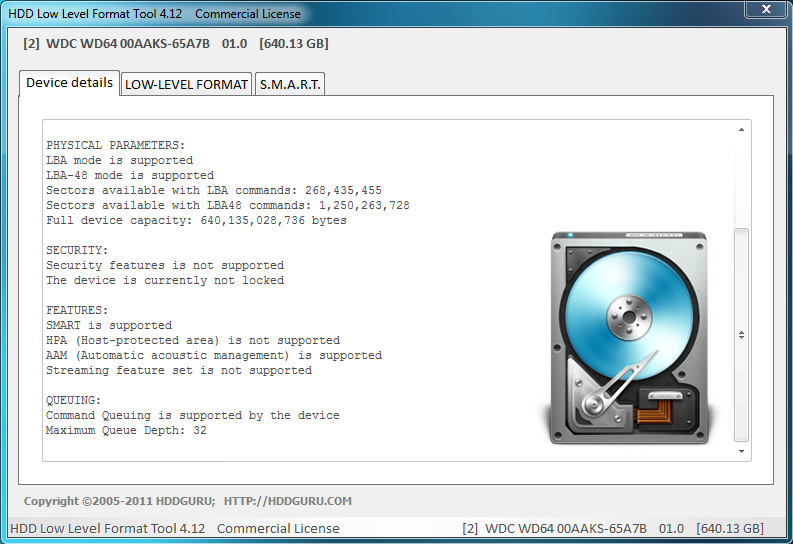 HDD Low Level Format Tool 4.12    Commercial License
[2]  WDC WD64 00AAKS-65A7B    01.0    [640.13 GB]
Device details
LOW-LEVEL FORMAT
S.M.A.R.T.
PHYSICAL PARAMETERS:
LBA mode is supported
LBA-48 mode is supported
Sectors available with LBA commands: 268,435,455
Sectors available with LBA48 commands: 1,250,263,728
Full device capacity: 640,135,028,736 bytes
SECURITY:
Security features is not supported
The device is currently not locked
FEATURES:
SMART is supported
HPA (Host-protected area) is not supported
AAM (Automatic acoustic management) is supported
Streaming feature set is not supported
QUEUING:
Command Queuing is supported by the device
Maximum Queue Depth: 32
Copyright ©2005-2011 HDDGURU;   HTTP://HDDGURU.COM
HDD Low Level Format Tool 4.12    Commercial License    [2]  WDC WD64 00AAKS-65A7B    01.0    [640.13 GB]